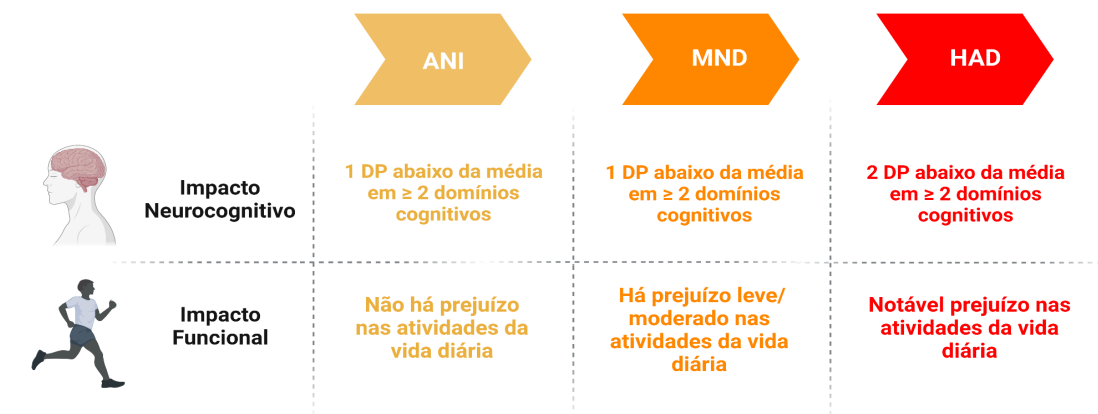 ANI
MND
HAD
Impacto
Neurocognitivo
1 DP abaixo da média
em ≥ 2 domínios
cognitivos
1 DP abaixo da média
em ≥ 2 domínios
cognitivos
2 DP abaixo da média
em ≥ 2 domínios
cognitivos
Impacto
Funcional
Não há prejuízo
nas atividades da
vida diária
Há prejuízo leve/
moderado nas
atividades da vida
diária
Notável prejuízo nas
atividades da vida
diária